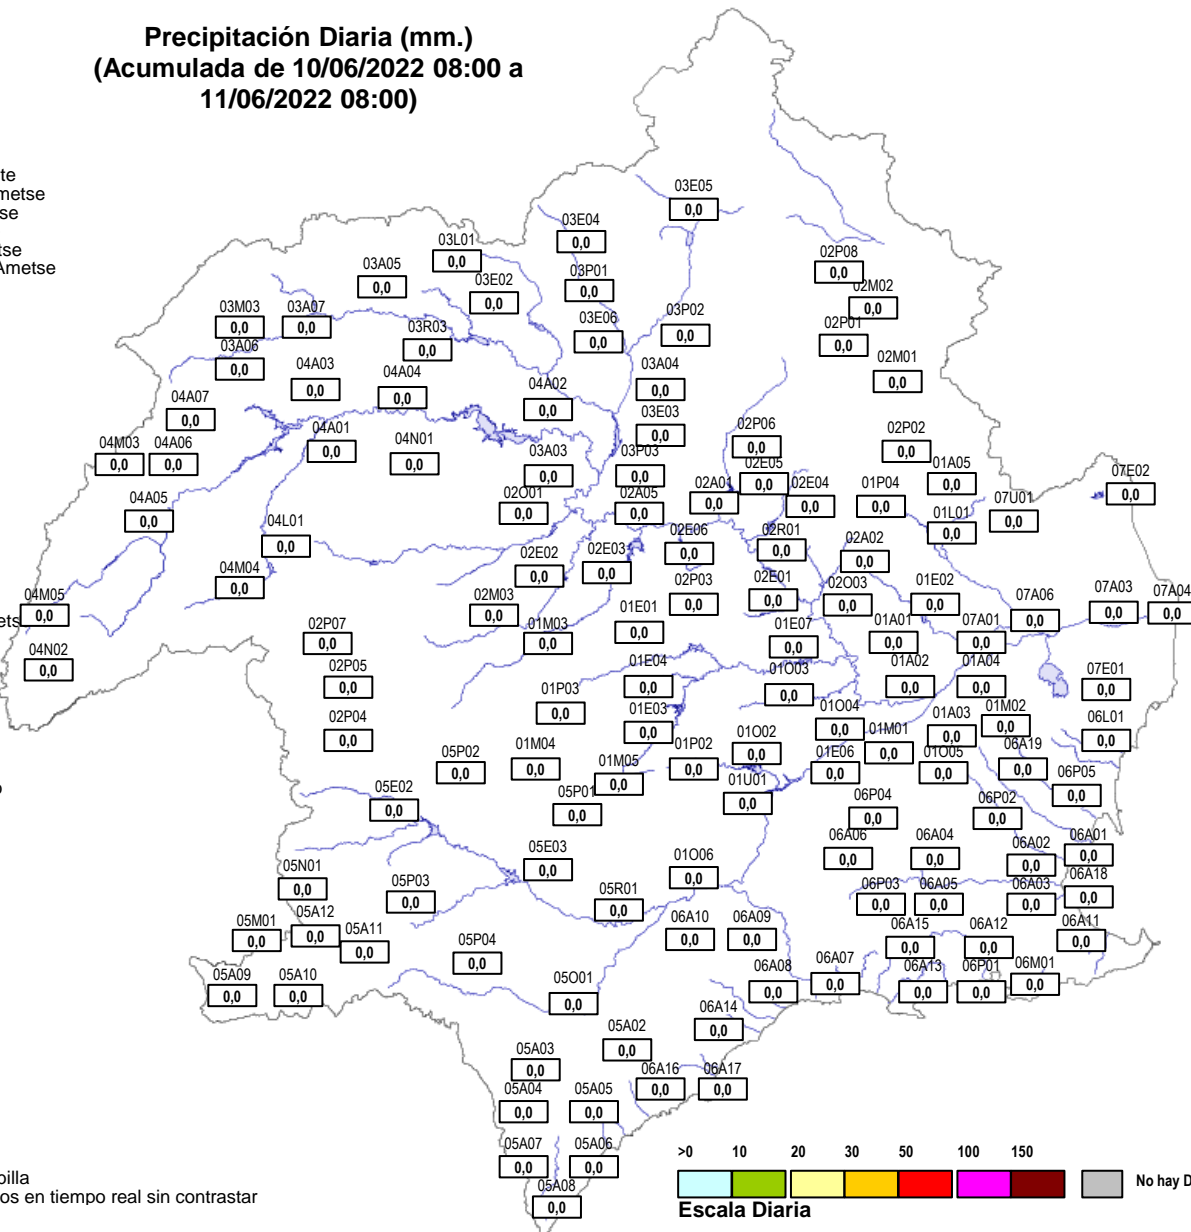 Precipitación Diaria (mm.)
(Acumulada de 10/06/2022 08:00 a
11/06/2022 08:00)
te
metse
se
tse
Ametse
03E05
0,0
03E04
0,0
03L01
0,0
02P08
0,0
03A05
0,0
03E02
0,0
03P01
0,0
02M02
0,0
03M03
0,0
03A07
0,0
03R03
0,0
03E06
0,0
03P02
0,0
02P01
0,0
03A06
0,0
04A03
0,0
04A04
0,0
03A04
0,0
02M01
0,0
04A07
0,0
04A02
0,0
03E03
0,0
04M03
0,0
04A06
0,0
04A01
0,0
04N01
0,0
02P06
0,0
02P02
0,0
03A03
0,0
03P03
0,0
02E05
0,0
01A05
0,0
07E02
0,0
04A05
0,0
02O01
0,0
02A05
0,0
02A01
0,0
02E04
0,0
01P04
0,0
07U01
0,0
04L01
0,0
01L01
0,0
02E06
0,0
02R01
0,0
02A02
0,0
04M04
0,0
02E02
0,0
02E03
0,0
04M05
0,0
ets
02M03
0,0
02P03
0,0
02E01
0,0
02O03
0,0
01E02
0,0
07A06
0,0
07A03
0,0
07A04
0,0
04N02
0,0
02P07
0,0
01M03
0,0
01E01
0,0
01E07
0,0
01A01
0,0
07A01
0,0
02P05
0,0
01E04
0,0
01O03
0,0
01A02
0,0
01A04
0,0
07E01
0,0
02P04
0,0
01P03
0,0
01E03
0,0
01O04
0,0
01A03
0,0
01M02
0,0
06L01
0,0
05P02
0,0
01M04
0,0
01M05
0,0
01P02
0,0
01O02
0,0
01M01
0,0
01E06
0,0
01O05
0,0
06A19
0,0
o
05E02
0,0
05P01
0,0
01U01
0,0
06P04
0,0
06P02
0,0
06P05
0,0
05E03
0,0
06A06
0,0
06A04
0,0
06A02
0,0
06A01
0,0
05N01
0,0
05P03
0,0
01O06
0,0
05R01
0,0
06P03
0,0
06A05
0,0
06A03
0,0
06A18
0,0
05M01
0,0
05A12
0,0
05A11
0,0
06A10
0,0
06A09
0,0
06A15
0,0
06A12
0,0
06A11
0,0
05A09
0,0
05A10
0,0
05P04
0,0
05O01
0,0
06A08
0,0
06A07
0,0
06A13
0,0
06P01
0,0
06M01
0,0
05A03
0,0
05A02
0,0
06A14
0,0
05A04
0,0
05A05
0,0
06A16
0,0
06A17
0,0
05A07
0,0
05A06
0,0
05A08
0,0
oilla
os en tiempo real sin contrastar
>0 10 20 30 50 100 150
No hay D
Escala Diaria